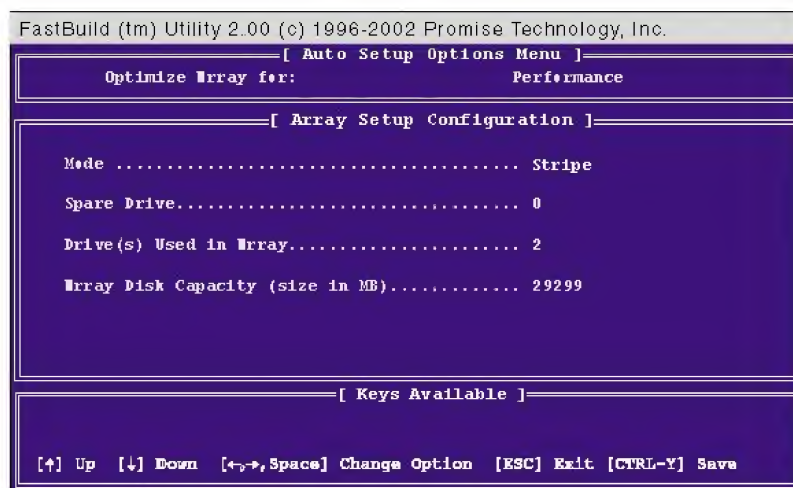 FastBuild (tm) Utility 2.00 (c) 1996-2002 Promise Technology, Inc.
[ Auto Setup Options Menu ]
Optimize Array for: Performance
[ Array Setup Configuration ]
Mode ........................................ Stripe
Spare Drive.................................. 0
Drive(s) Used in Array....................... 2
Array Disk Capacity (size in MB)............. 29299
[ Keys Available ]
[↑] Up [↓] Down [←,→,Space] Change Option [ESC] Exit [CTRL-Y] Save